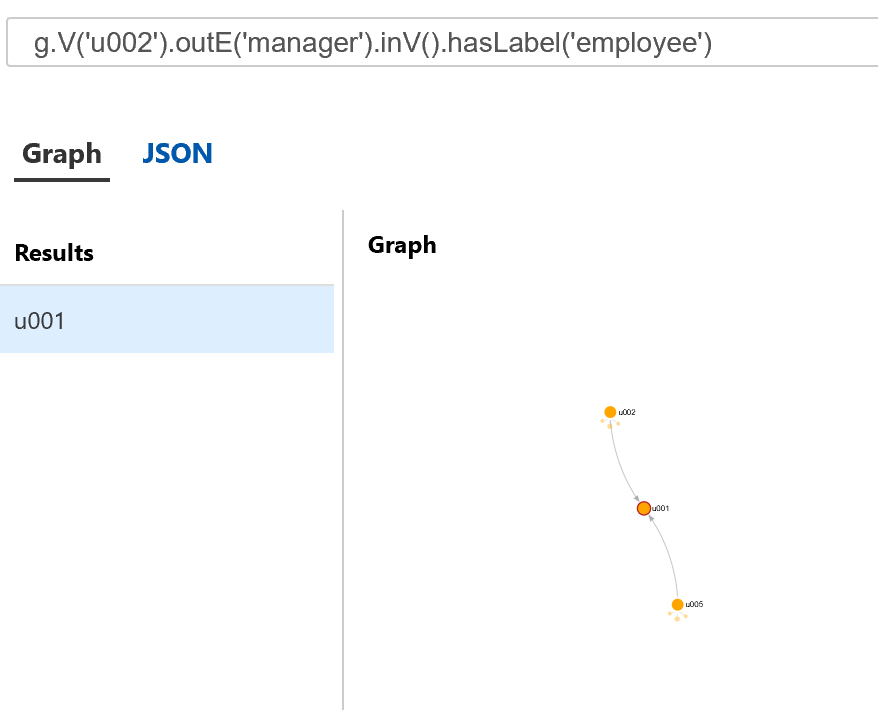 g.V('u002').outE('manager').inV().hasLabel('employee')
Graph JSON
Results
Graph
u001
u002
u001
u005